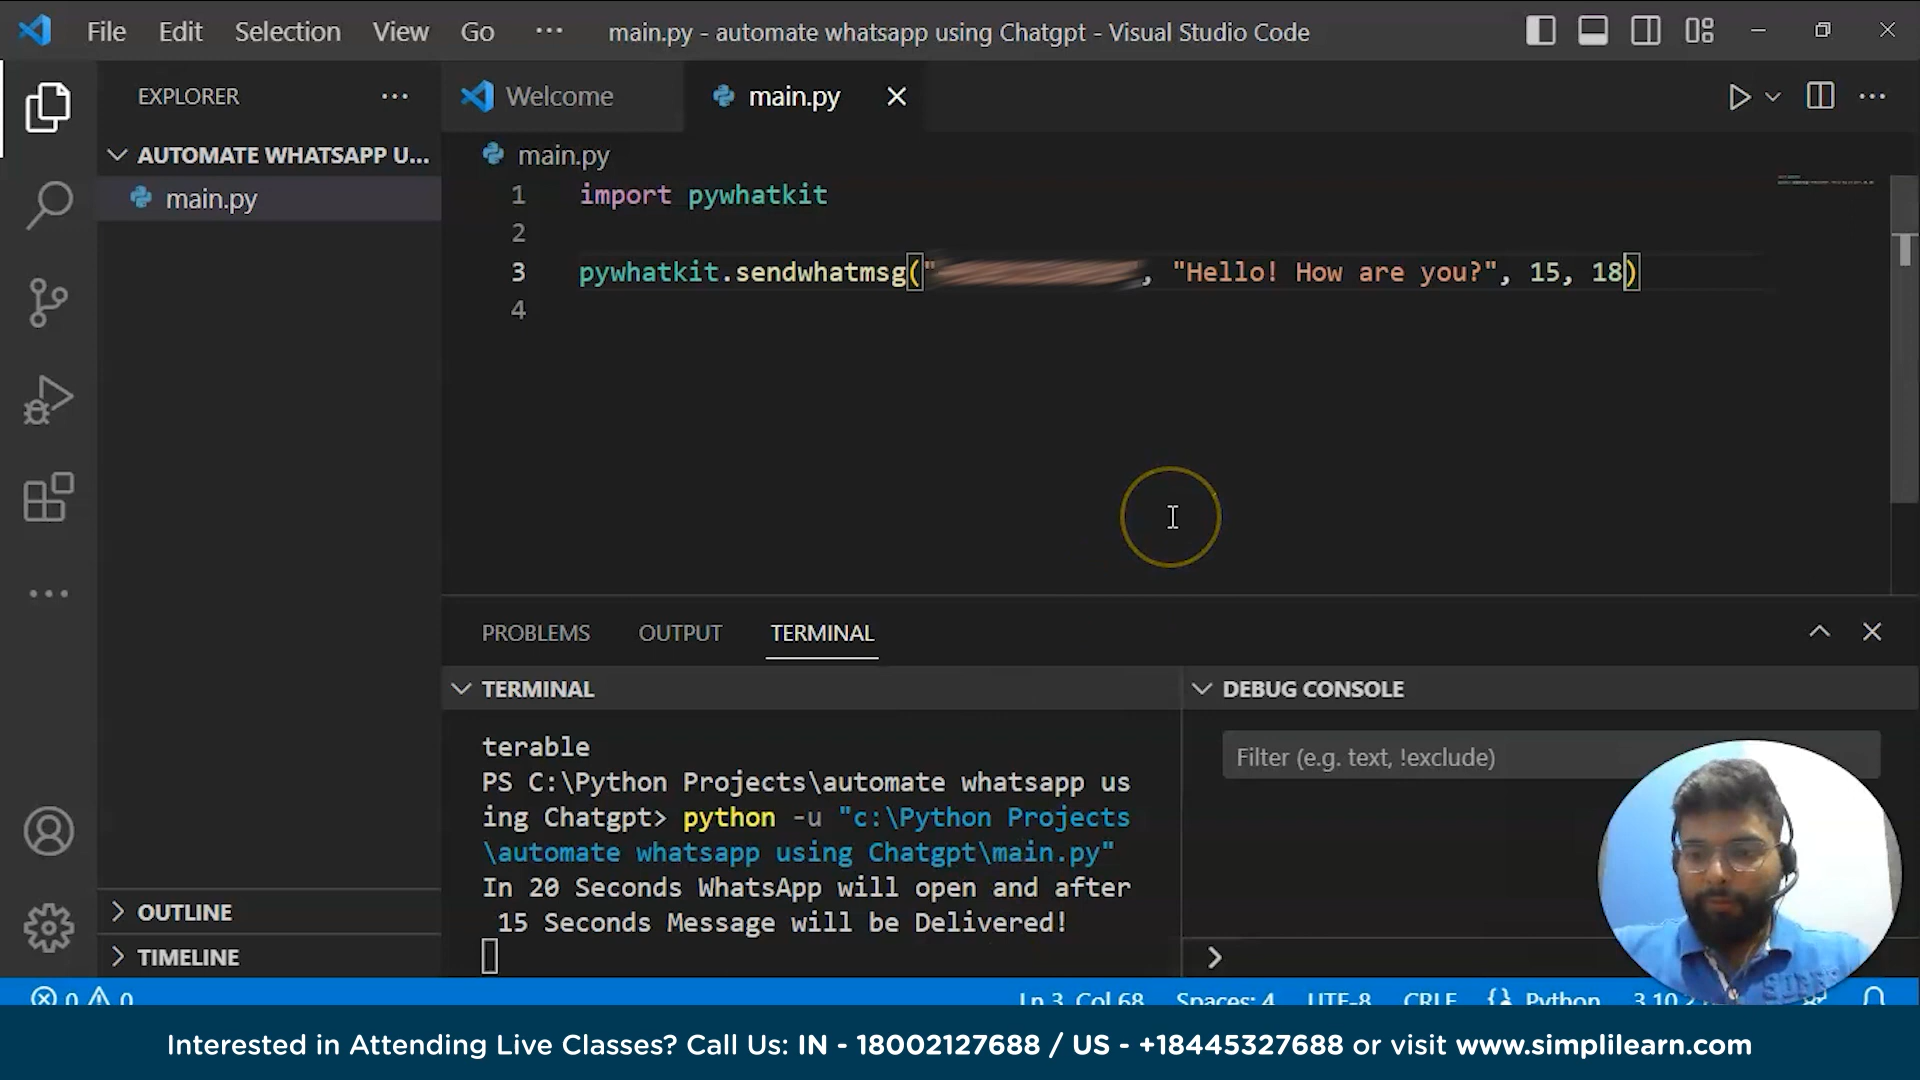 File Edit Selection View Go ··· main.py - automate whatsapp using Chatgpt - Visual Studio Code
EXPLORER ···
Welcome main.py
AUTOMATE WHATSAPP U...
main.py
main.py
1 import pywhatkit
2
3 pywhatkit.sendwhatmsg(" , "Hello! How are you?", 15, 18)
4
PROBLEMS OUTPUT TERMINAL
TERMINAL
DEBUG CONSOLE
Filter (e.g. text, !exclude)
terable
PS C:\Python Projects\automate whatsapp us
ing Chatgpt> python -u "c:\Python Projects
\automate whatsapp using Chatgpt\main.py"
In 20 Seconds WhatsApp will open and after
15 Seconds Message will be Delivered!
OUTLINE
TIMELINE
0 0 Ln 3, Col 68 Spaces: 4 UTF-8 CRLF Python
Interested in Attending Live Classes? Call Us: IN - 18002127688 / US - +18445327688 or visit www.simplilearn.com